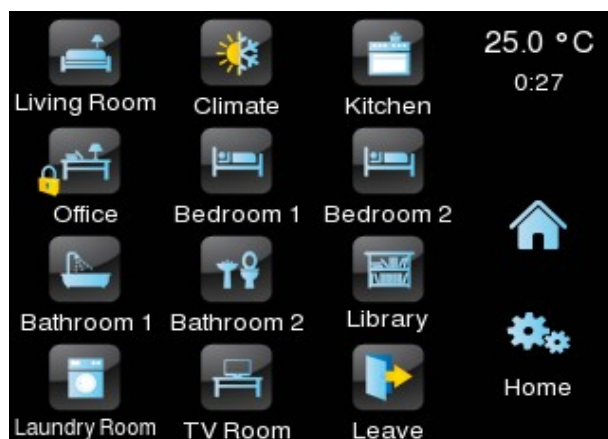 Living Room
Climate
Kitchen
25.0 °C
0:27
Office
Bedroom 1
Bedroom 2
Bathroom 1
Bathroom 2
Library
Laundry Room
TV Room
Leave
Home